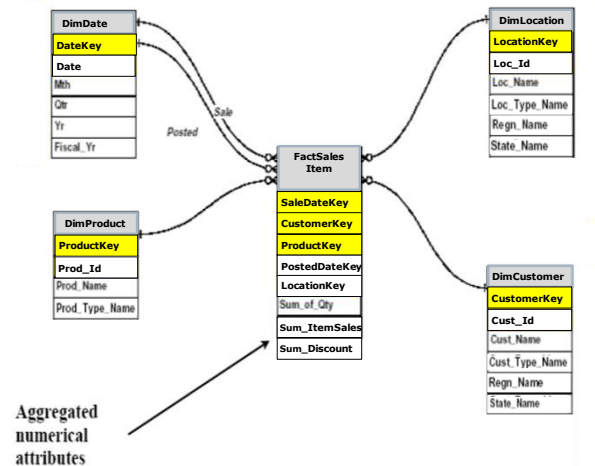 DimDate
DateKey
Date
Mth
Qtr
Yr
Fiscal_Yr
Sale
Posted
DimLocation
LocationKey
Loc_Id
Loc_Name
Loc_Type_Name
Regn_Name
State_Name
FactSales
Item
SaleDateKey
CustomerKey
ProductKey
PostedDateKey
LocationKey
Sum_of_Qty
Sum_ItemSales
Sum_Discount
DimProduct
ProductKey
Prod_Id
Prod_Name
Prod_Type_Name
DimCustomer
CustomerKey
Cust_Id
Cust_Name
Cust_Type_Name
Regn_Name
State_Name
Aggregated
numerical
attributes